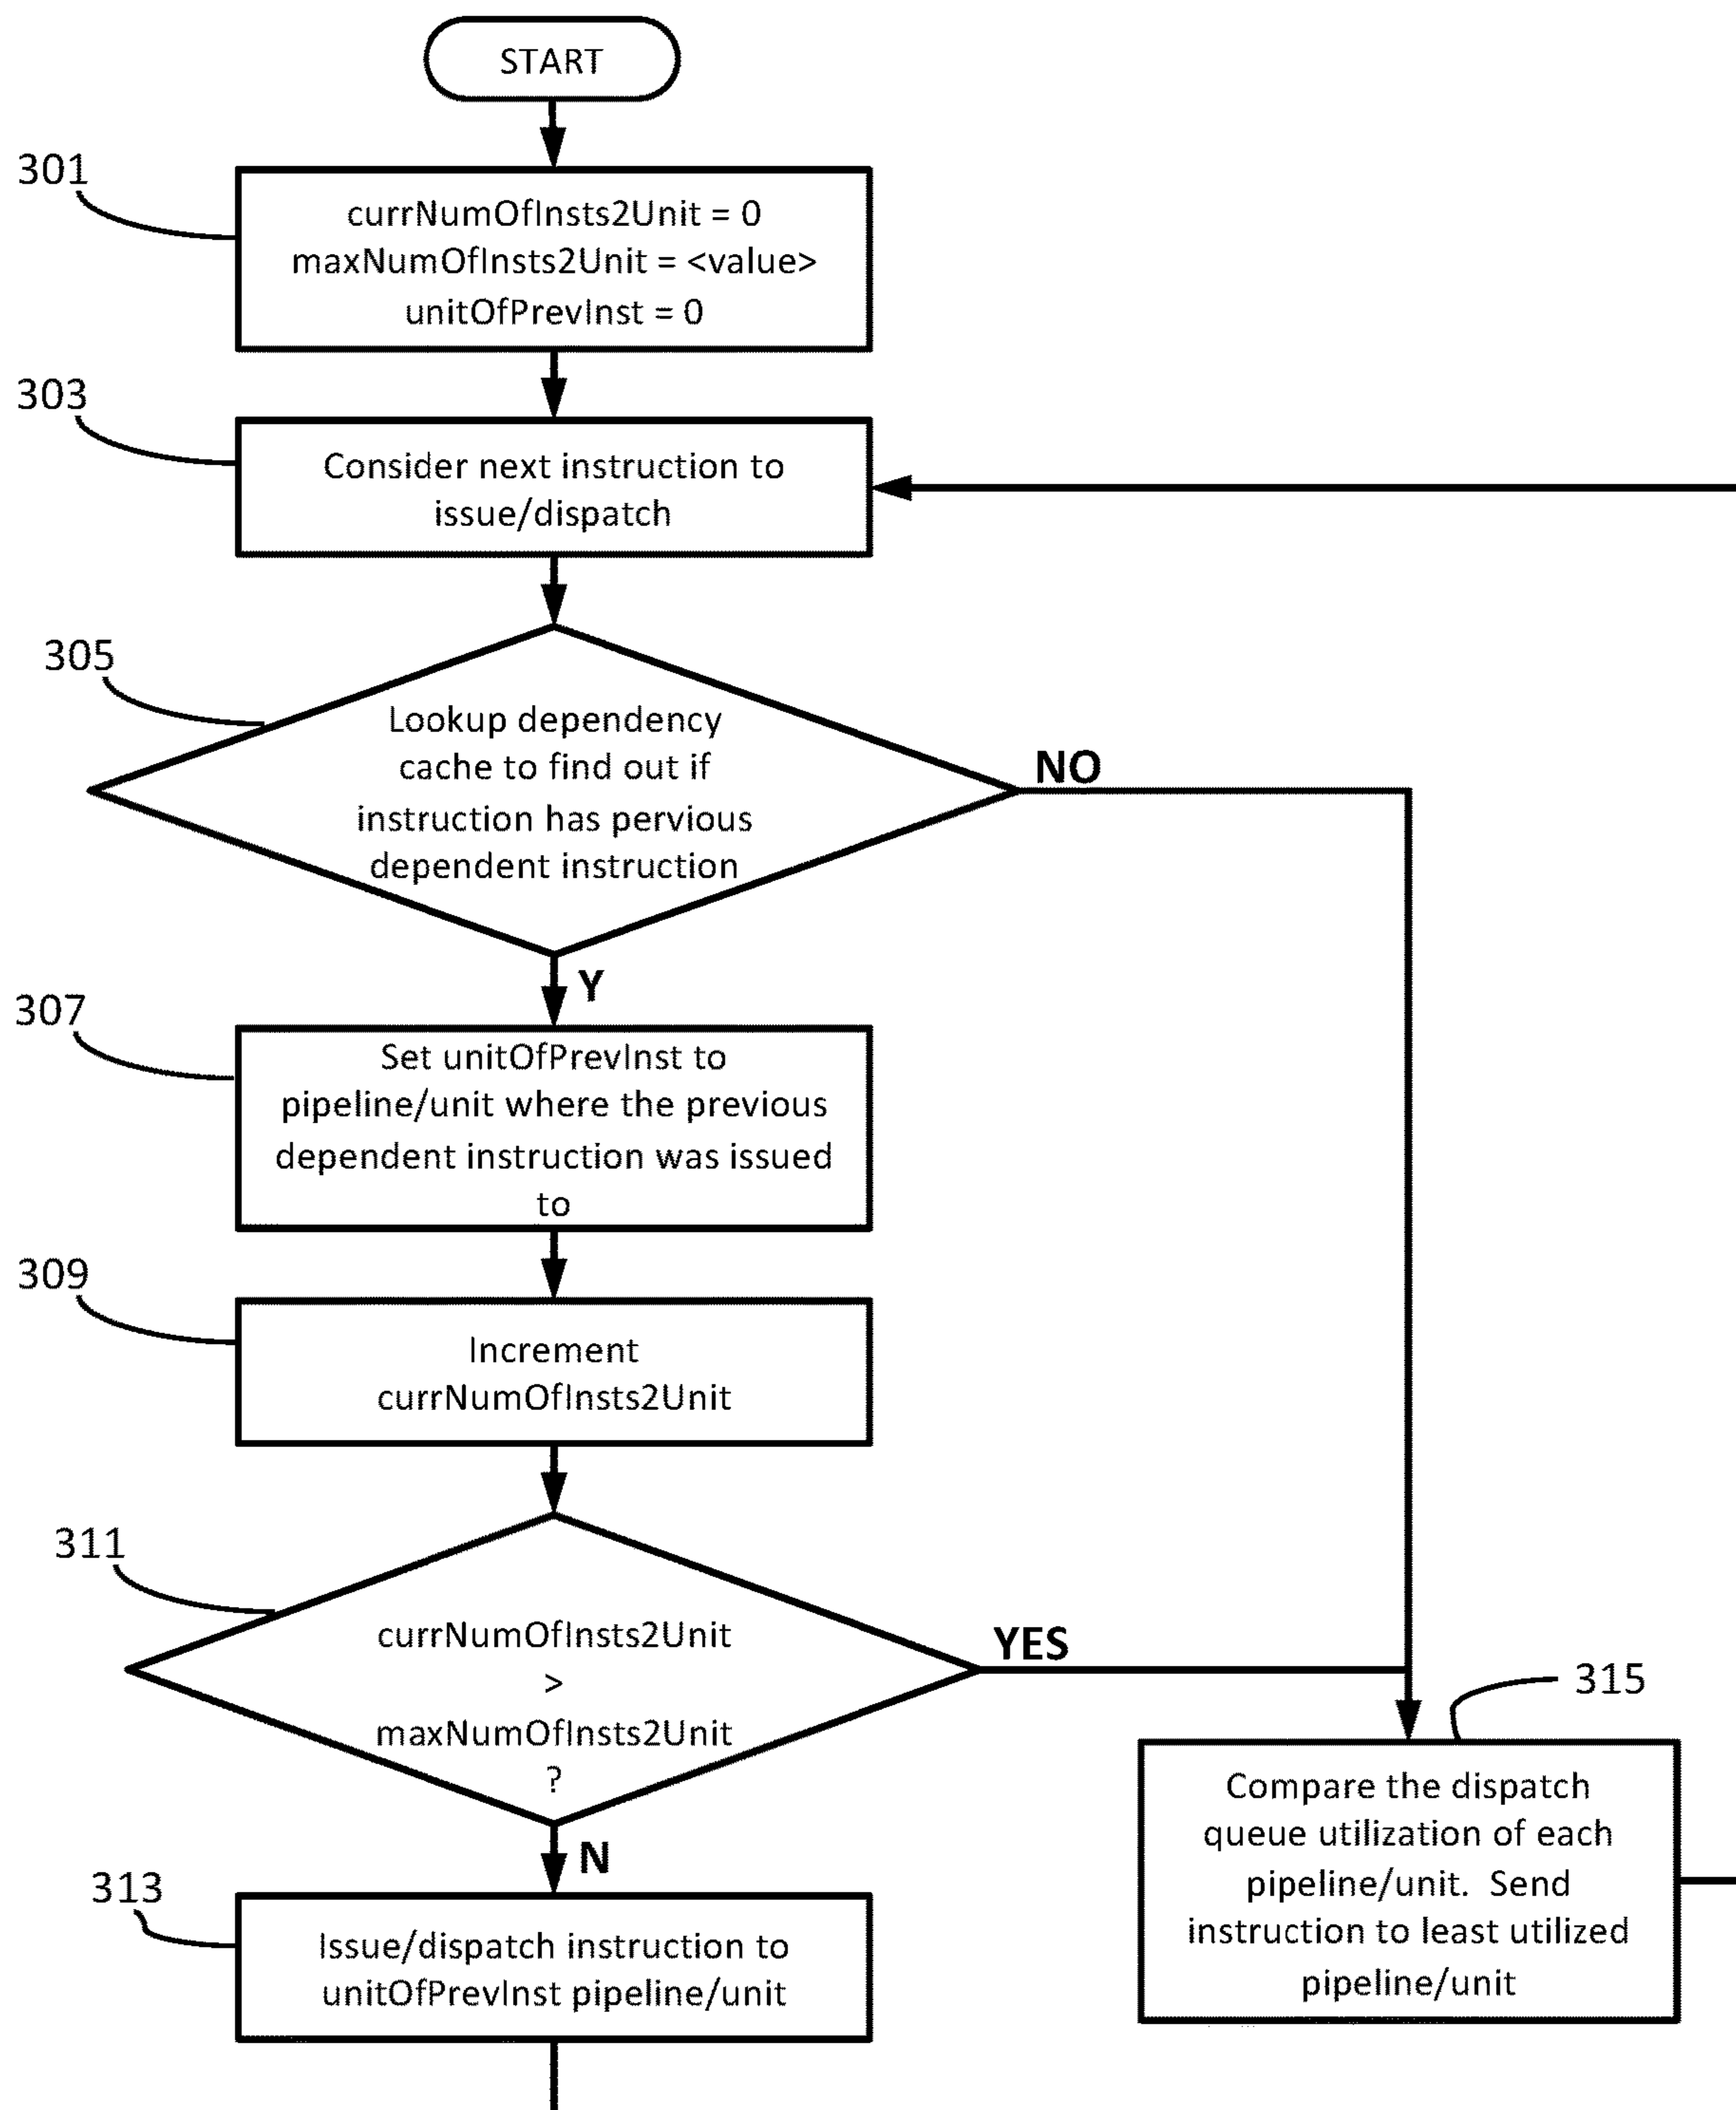 START
301
currNumOfInsts2Unit = 0
maxNumOfInsts2Unit = <value>
unitOfPrevInst = 0
303
Consider next instruction to
issue/dispatch
305
Lookup dependency
cache to find out if
instruction has pervious
dependent instruction
NO
Y
307
Set unitOfPrevInst to
pipeline/unit where the previous
dependent instruction was issued
to
309
Increment
currNumOfInsts2Unit
311
currNumOfInsts2Unit
>
maxNumOfInsts2Unit
?
YES
N
313
Issue/dispatch instruction to
unitOfPrevInst pipeline/unit
315
Compare the dispatch
queue utilization of each
pipeline/unit.  Send
instruction to least utilized
pipeline/unit